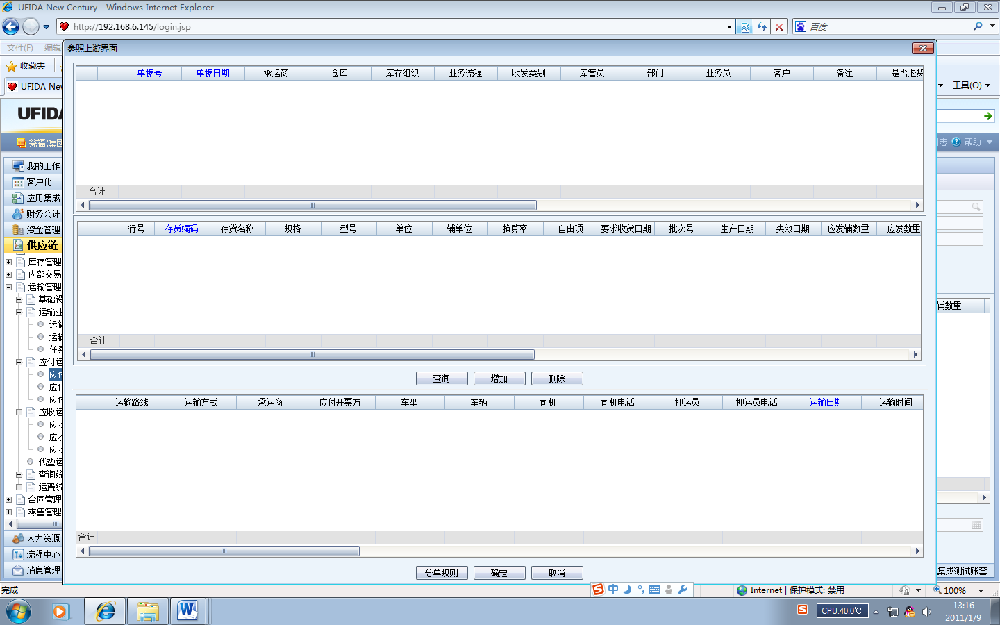 UFIDA New Century - Windows Internet Explorer
http://192.168.6.145/login.jsp
百度
文件(F) 编辑
参照上游界面
收藏夹
UFIDA Nev
工具(O)
UFIDA
瓮福(集团
志 帮助
单据号 单据日期 承运商 仓库 库存组织 业务流程 收发类别 库管员 部门 业务员 客户 备注 是否退货
合计
行号 存货编码 存货名称 规格 型号 单位 辅单位 换算率 自由项 要求收货日期 批次号 生产日期 失效日期 应发辅数量 应发数量
合计
查询 增加 删除
运输路线 运输方式 承运商 应付开票方 车型 车辆 司机 司机电话 押运员 押运员电话 运输日期 运输时间
合计
分单规则 确定 取消
我的工作
客户化
应用集成
财务会计
资金管理
供应链
库存管理
内部交易
运输管理
基础设
运输业
运输
运输
任务
应付运
应付
应付
应付
应收运
应收
应收
应收
代垫运
查询统
运费统
合同管理
零售管理
人力资源
流程中心
消息管理
辅数量
集成测试账套
完成
中
Internet | 保护模式: 禁用
100%
CPU:40.0℃
13:16
2011/1/9